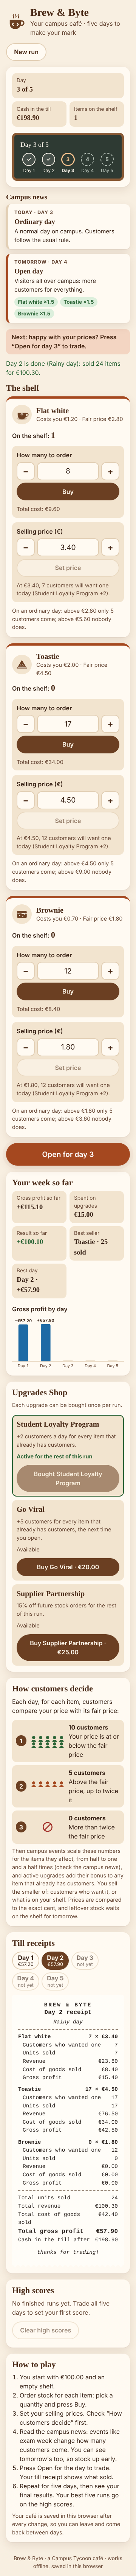 Brew & Byte
Your campus café · five days to
make your mark
New run
Day
3 of 5
Cash in the till
€198.90
Items on the shelf
1
Day 3 of 5
✓
✓
3
4
5
Day 1
Day 2
Day 3
Day 4
Day 5
Campus news
TODAY · DAY 3
Ordinary day
A normal day on campus. Customers
follow the usual rule.
TOMORROW · DAY 4
Open day
Visitors all over campus: more
customers for everything.
Flat white ×1.5
Toastie ×1.5
Brownie ×1.5
Next: happy with your prices? Press
"Open for day 3" to trade.
Day 2 is done (Rainy day): sold 24 items
for €100.30.
The shelf
Flat white
Costs you €1.20 · Fair price €2.80
On the shelf: 1
How many to order
− 8 +
Buy
Total cost: €9.60
Selling price (€)
− 3.40 +
Set price
At €3.40, 7 customers will want one
today (Student Loyalty Program +2).
On an ordinary day: above €2.80 only 5
customers want one; above €5.60 nobody
does.
Toastie
Costs you €2.00 · Fair price
€4.50
On the shelf: 0
How many to order
− 17 +
Buy
Total cost: €34.00
Selling price (€)
− 4.50 +
Set price
At €4.50, 12 customers will want one
today (Student Loyalty Program +2).
On an ordinary day: above €4.50 only 5
customers want one; above €9.00 nobody
does.
Brownie
Costs you €0.70 · Fair price €1.80
On the shelf: 0
How many to order
− 12 +
Buy
Total cost: €8.40
Selling price (€)
− 1.80 +
Set price
At €1.80, 12 customers will want one
today (Student Loyalty Program +2).
On an ordinary day: above €1.80 only 5
customers want one; above €3.60 nobody
does.
Open for day 3
Your week so far
Gross profit so far
+€115.10
Spent on
upgrades
€15.00
Result so far
+€100.10
Best seller
Toastie · 25
sold
Best day
Day 2 ·
+€57.90
Gross profit by day
+€57.20
+€57.90
Day 1
Day 2
Day 3
Day 4
Day 5
Upgrades Shop
Each upgrade can be bought once per run.
Student Loyalty Program
+2 customers a day for every item that
already has customers.
Active for the rest of this run
Bought Student Loyalty
Program
Go Viral
+5 customers for every item that
already has customers, the next time
you open.
Available
Buy Go Viral · €20.00
Supplier Partnership
15% off future stock orders for the rest
of this run.
Available
Buy Supplier Partnership ·
€25.00
How customers decide
Each day, for each item, customers
compare your price with its fair price:
1
10 customers
Your price is at or
below the fair
price
2
5 customers
Above the fair
price, up to twice
it
3
0 customers
More than twice
the fair price
Then campus events scale these numbers
for the items they affect, from half to one
and a half times (check the campus news),
and active upgrades add their bonus to any
item that already has customers. You sell
the smaller of: customers who want it, or
what is on your shelf. Prices are compared
to the exact cent, and leftover stock waits
on the shelf for tomorrow.
Till receipts
Day 1
€57.20
Day 2
€57.90
Day 3
not yet
Day 4
not yet
Day 5
not yet
BREW & BYTE
Day 2 receipt
Rainy day
Flat white 7 × €3.40
Customers who wanted one 7
Units sold 7
Revenue €23.80
Cost of goods sold €8.40
Gross profit €15.40
Toastie 17 × €4.50
Customers who wanted one 17
Units sold 17
Revenue €76.50
Cost of goods sold €34.00
Gross profit €42.50
Brownie 0 × €1.80
Customers who wanted one 12
Units sold 0
Revenue €0.00
Cost of goods sold €0.00
Gross profit €0.00
Total units sold 24
Total revenue €100.30
Total cost of goods €42.40
sold
Total gross profit €57.90
Cash in the till after €198.90
thanks for trading!
High scores
No finished runs yet. Trade all five
days to set your first score.
Clear high scores
How to play
1. You start with €100.00 and an
empty shelf.
2. Order stock for each item: pick a
quantity and press Buy.
3. Set your selling prices. Check "How
customers decide" first.
4. Read the campus news: events like
exam week change how many
customers come. You can see
tomorrow's too, so stock up early.
5. Press Open for the day to trade.
Your till receipt shows what sold.
6. Repeat for five days, then see your
final results. Your best five runs go
on the high scores.
Your café is saved in this browser after
every change, so you can leave and come
back between days.
Brew & Byte · a Campus Tycoon café · works
offline, saved in this browser